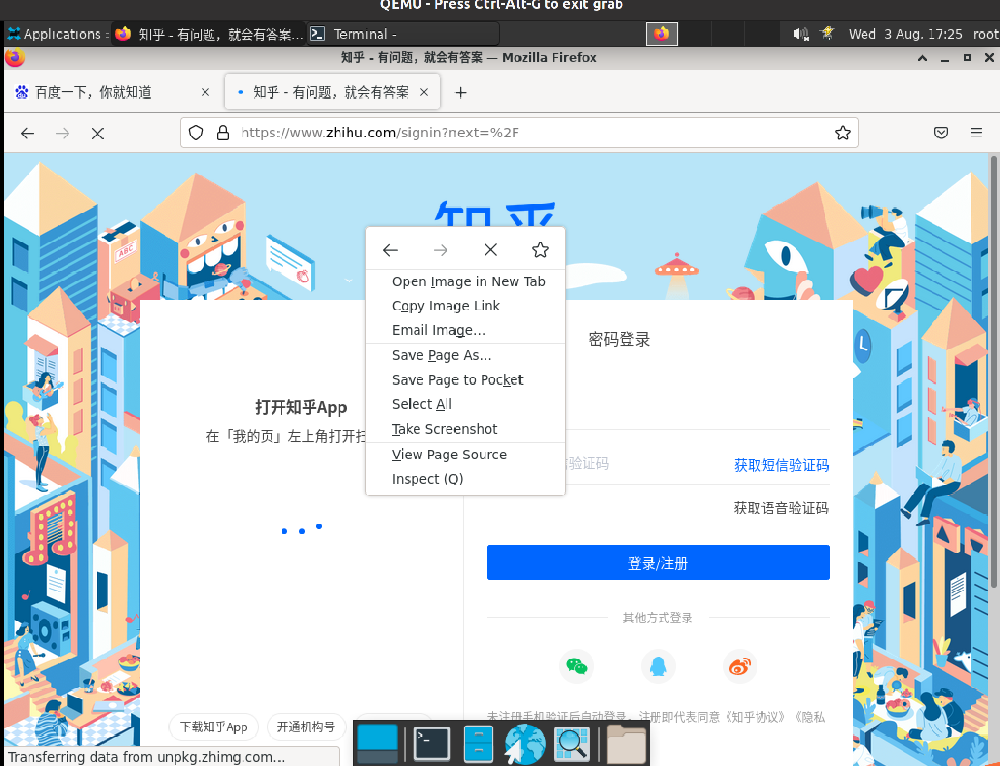 QEMU - Press Ctrl-Alt-G to exit grab
Applications
知乎 - 有问题，就会有答案...
Terminal -
Wed 3 Aug, 17:25 root
知乎 - 有问题，就会有答案 — Mozilla Firefox
百度一下，你就知道
知乎 - 有问题，就会有答案
https://www.zhihu.com/signin?next=%2F
知乎
ABC
Open Image in New Tab
Copy Image Link
Email Image...
Save Page As...
Save Page to Pocket
Select All
Take Screenshot
View Page Source
Inspect (Q)
密码登录
打开知乎App
在「我的页」左上角打开扫
验证码
获取短信验证码
获取语音验证码
登录/注册
其他方式登录
未注册手机验证后自动登录，注册即代表同意《知乎协议》《隐私
下载知乎App
开通机构号
Transferring data from unpkg.zhimg.com...